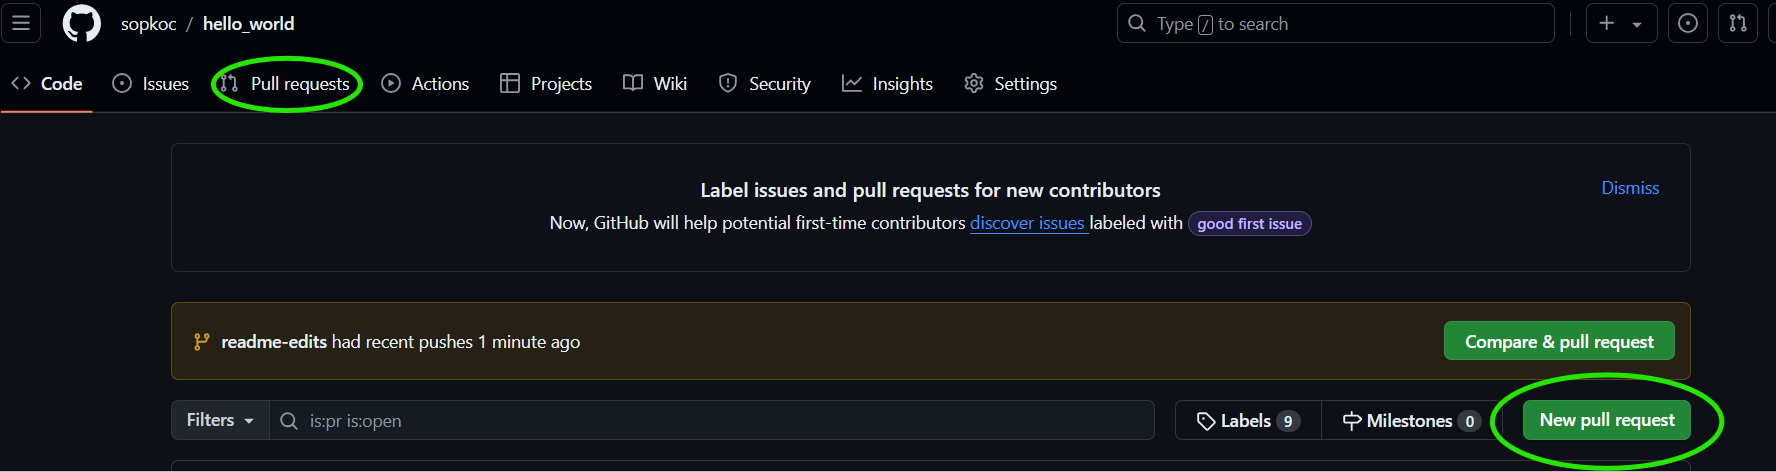 sopkoc / hello_world
Type / to search
Code Issues Pull requests Actions Projects Wiki Security Insights Settings
Label issues and pull requests for new contributors
Dismiss
Now, GitHub will help potential first-time contributors discover issues labeled with good first issue
readme-edits had recent pushes 1 minute ago
Compare & pull request
Filters is:pr is:open Labels 9 Milestones 0 New pull request